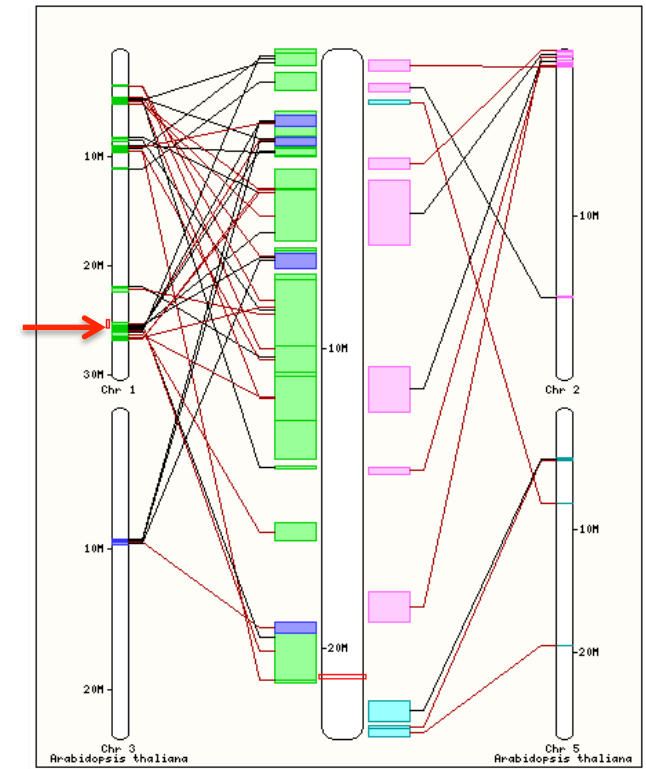 10M
20M
30M
Chr 1
10M
20M
Chr 3
Arabidopsis thaliana
10M
20M
10M
Chr 2
10M
20M
Chr 5
Arabidopsis thaliana